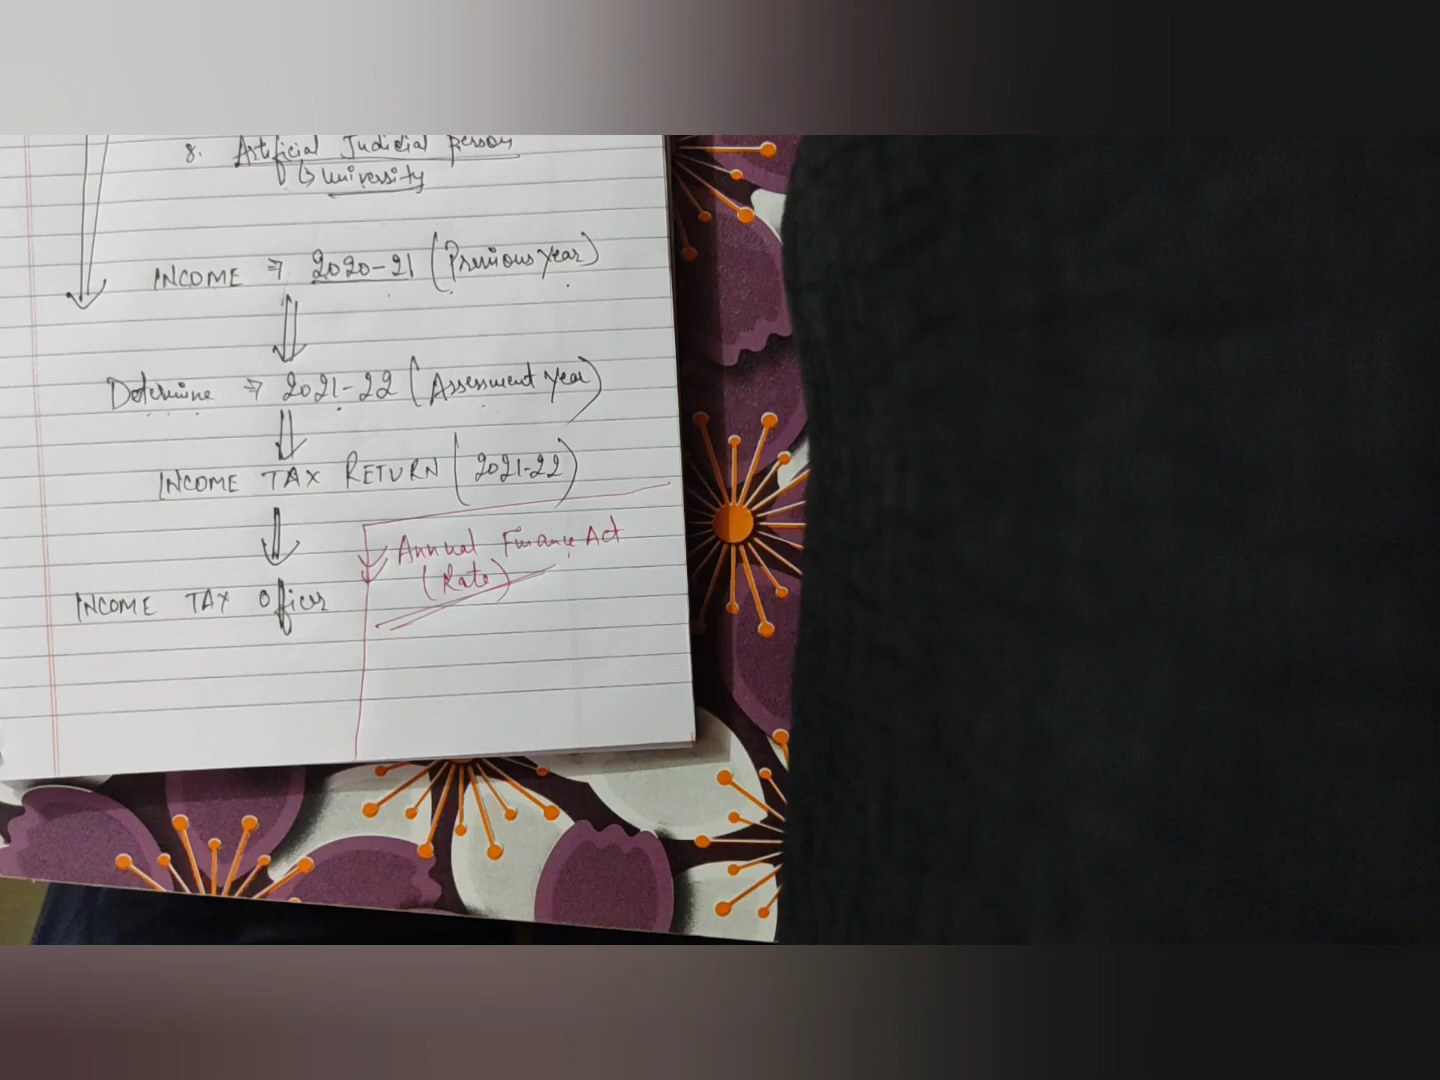 8. Artificial Judicial person
↳ University
INCOME ⇒ 2020-21 (Previous Year)
Determine ⇒ 2021-22 (Assessment Year)
INCOME TAX RETURN (2021-22)
Annual Finance Act
(Rate)
INCOME TAX Officer